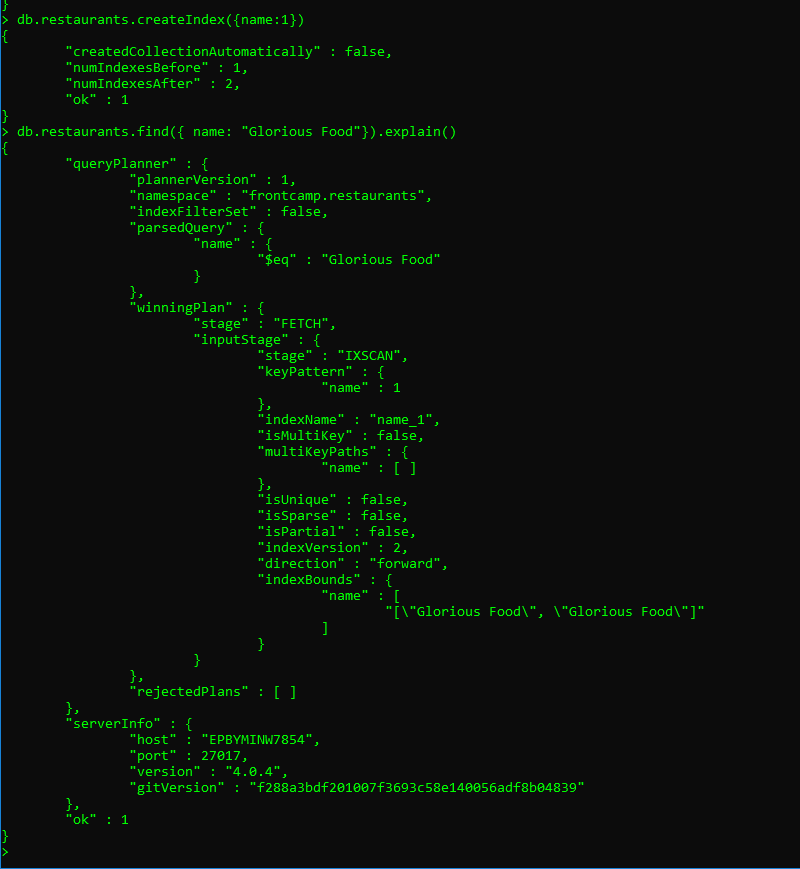 }
> db.restaurants.createIndex({name:1})
{
        "createdCollectionAutomatically" : false,
        "numIndexesBefore" : 1,
        "numIndexesAfter" : 2,
        "ok" : 1
}
> db.restaurants.find({ name: "Glorious Food"}).explain()
{
        "queryPlanner" : {
                "plannerVersion" : 1,
                "namespace" : "frontcamp.restaurants",
                "indexFilterSet" : false,
                "parsedQuery" : {
                        "name" : {
                                "$eq" : "Glorious Food"
                        }
                },
                "winningPlan" : {
                        "stage" : "FETCH",
                        "inputStage" : {
                                "stage" : "IXSCAN",
                                "keyPattern" : {
                                        "name" : 1
                                },
                                "indexName" : "name_1",
                                "isMultiKey" : false,
                                "multiKeyPaths" : {
                                        "name" : [ ]
                                },
                                "isUnique" : false,
                                "isSparse" : false,
                                "isPartial" : false,
                                "indexVersion" : 2,
                                "direction" : "forward",
                                "indexBounds" : {
                                        "name" : [
                                                "[\"Glorious Food\", \"Glorious Food\"]"
                                        ]
                                }
                        }
                },
                "rejectedPlans" : [ ]
        },
        "serverInfo" : {
                "host" : "EPBYMINW7854",
                "port" : 27017,
                "version" : "4.0.4",
                "gitVersion" : "f288a3bdf201007f3693c58e140056adf8b04839"
        },
        "ok" : 1
}
>